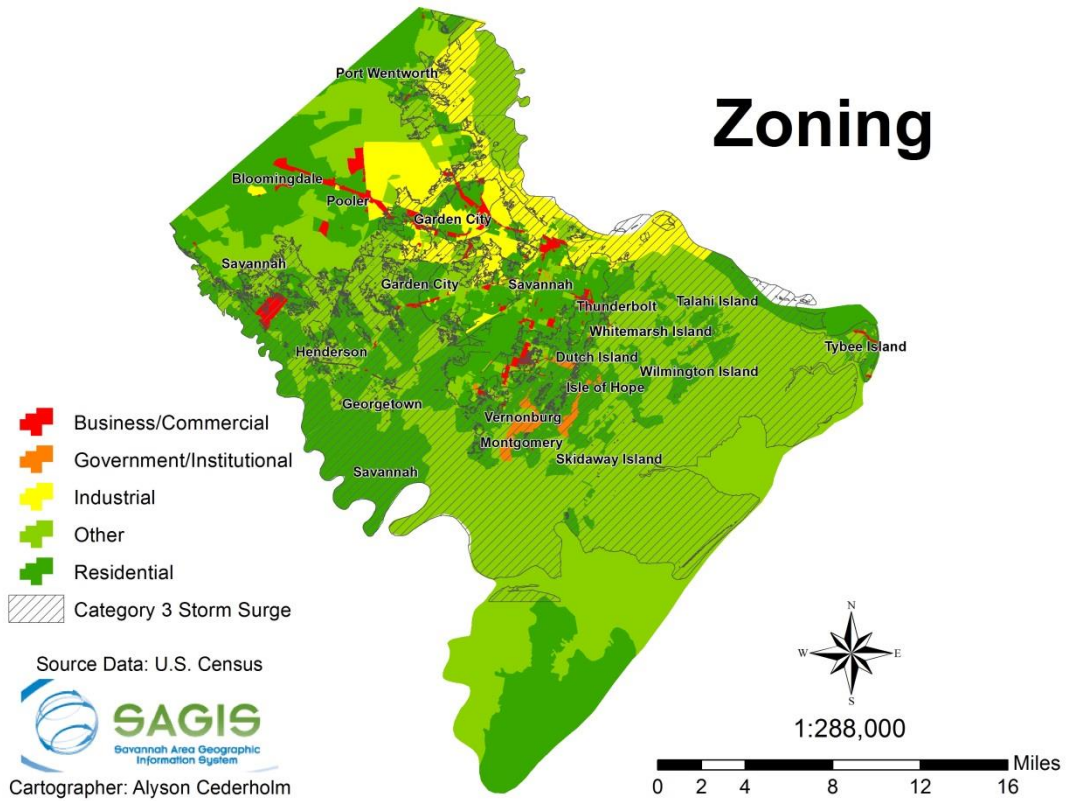 Zoning
Port Wentworth
Bloomingdale
Pooler
Garden City
Savannah
Garden City
Savannah
Thunderbolt
Talahi Island
Whitemarsh Island
Tybee Island
Henderson
Dutch Island
Wilmington Island
Isle of Hope
Georgetown
Vernonburg
Montgomery
Skidaway Island
Savannah
Business/Commercial
Government/Institutional
Industrial
Other
Residential
Category 3 Storm Surge
Source Data: U.S. Census
SAGIS
Savannah Area Geographic
Information System
Cartographer: Alyson Cederholm
N
W E
S
1:288,000
Miles
0 2 4 8 12 16